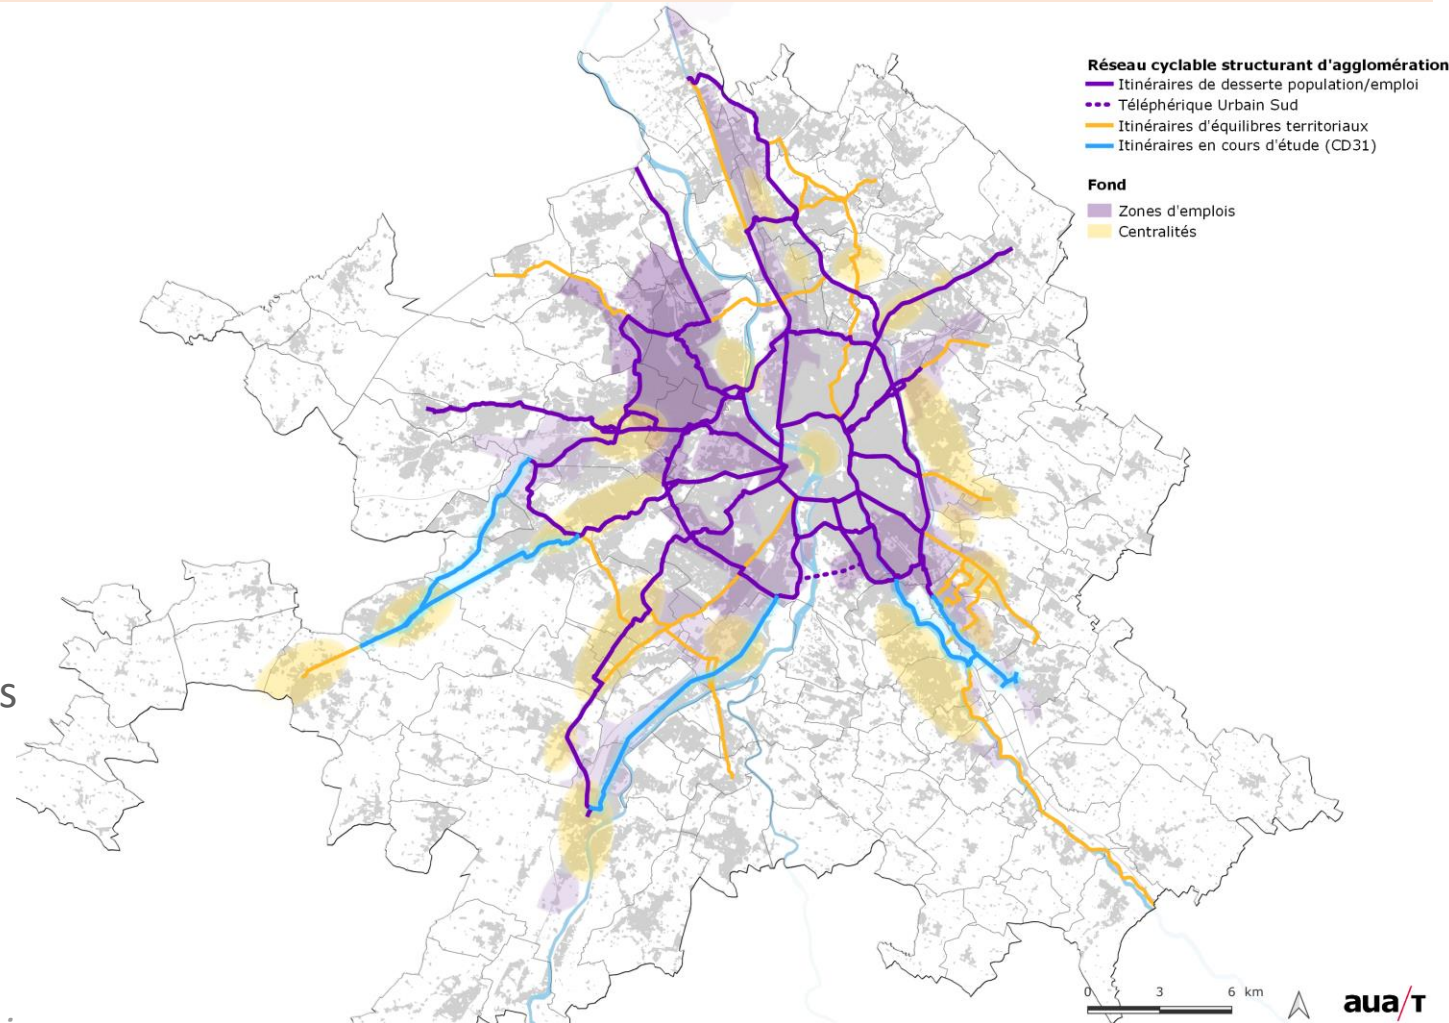 Réseau cyclable structurant d'agglomération
Itinéraires de desserte population/emploi
Téléphérique Urbain Sud
Itinéraires d'équilibres territoriaux
Itinéraires en cours d'étude (CD31)
Fond
Zones d'emplois
Centralités
s
0 3 6 km
aua/T